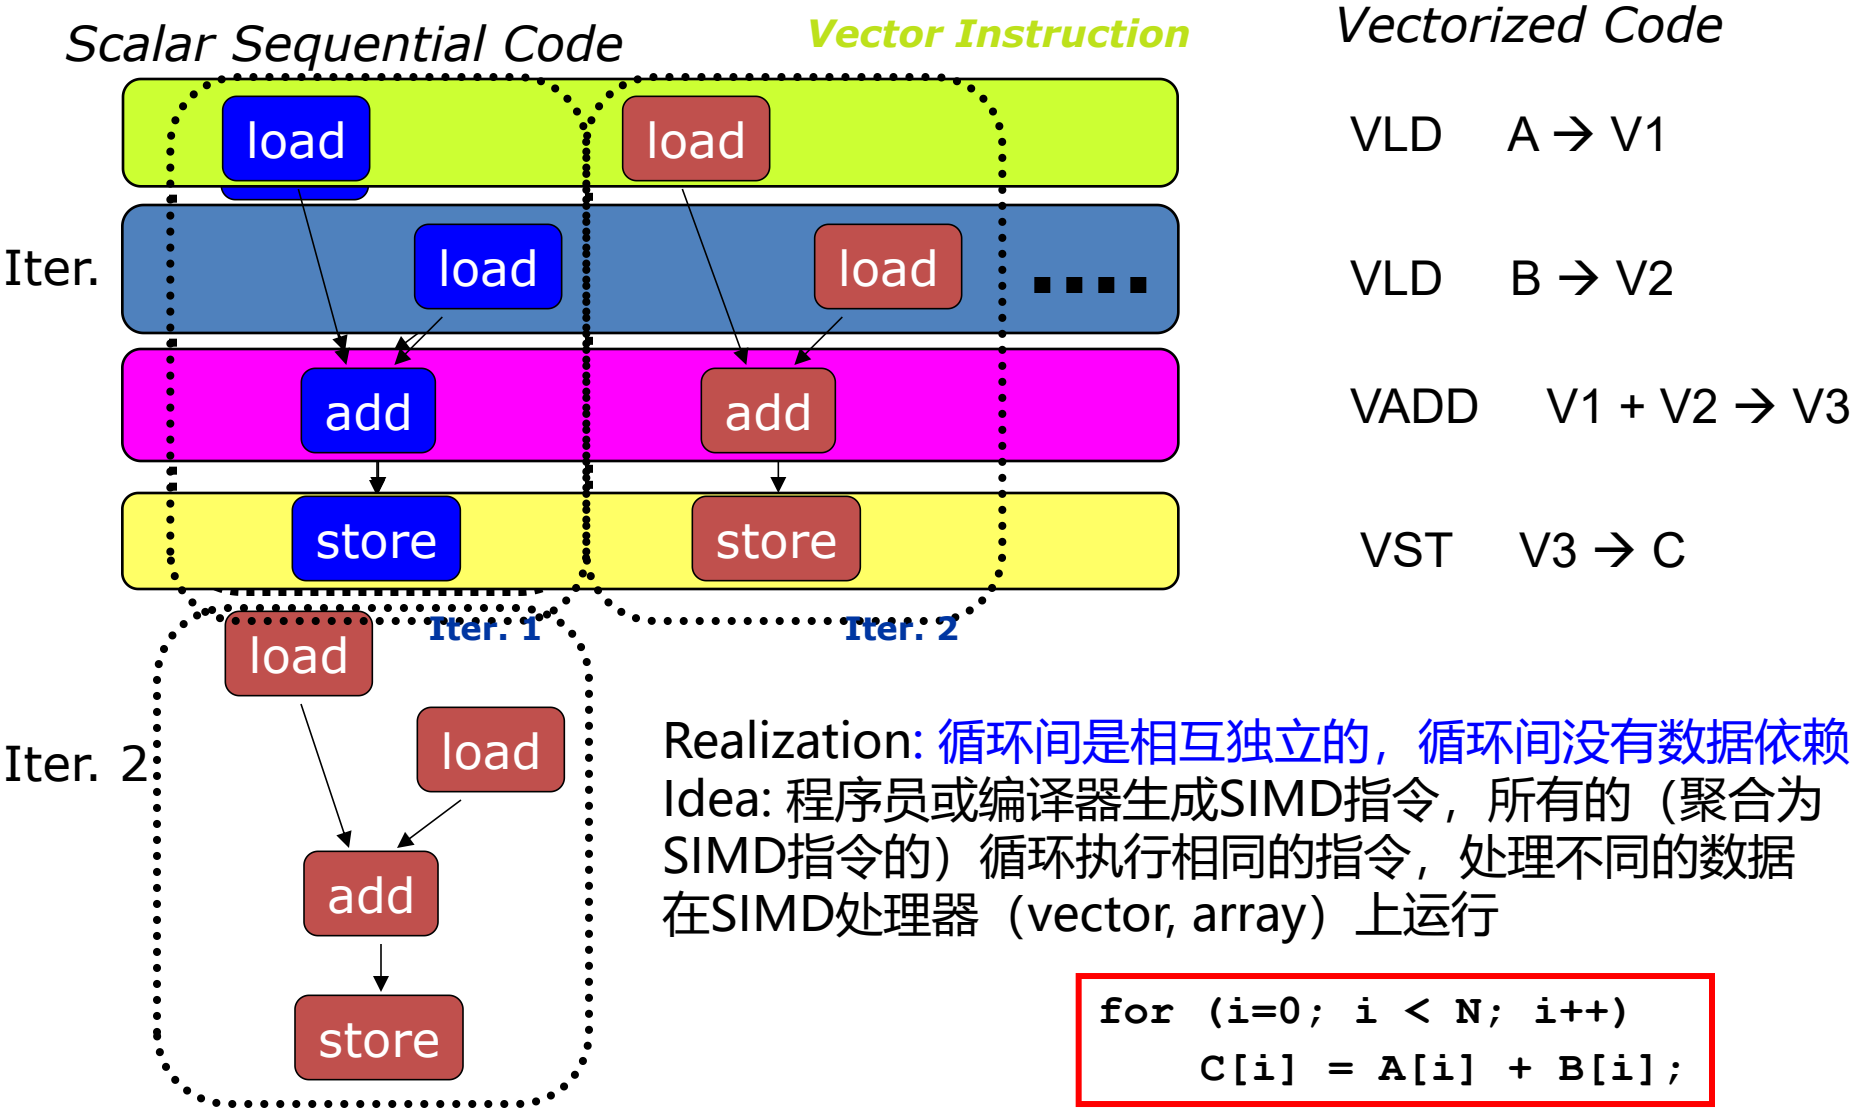 Scalar Sequential Code
Vector Instruction
Vectorized Code
load
load
VLD A → V1
Iter.
load
load
....
VLD B → V2
add
add
VADD V1 + V2 → V3
store
store
VST V3 → C
Iter. 1
Iter. 2
load
Iter. 2
load
add
store
Realization: 循环间是相互独立的，循环间没有数据依赖
Idea: 程序员或编译器生成SIMD指令，所有的（聚合为
SIMD指令的）循环执行相同的指令，处理不同的数据
在SIMD处理器（vector, array）上运行
for (i=0; i < N; i++)
C[i] = A[i] + B[i];